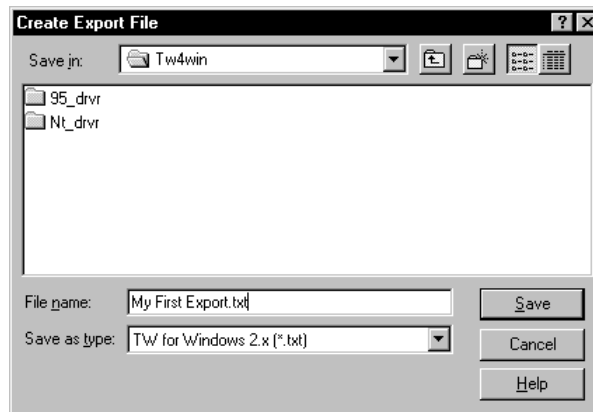 Create Export File
Save in: Tw4win
95_drvr
Nt_drvr
File name: My First Export.txt Save
Save as type: TW for Windows 2.x (*.txt) Cancel
Help